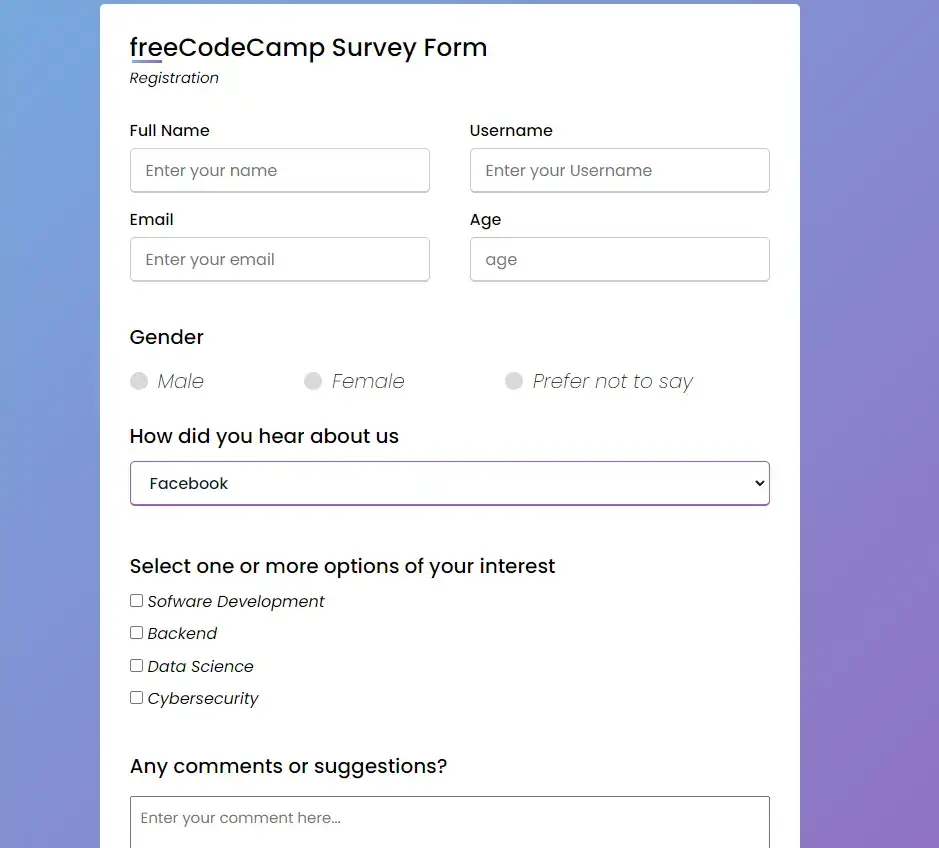 freeCodeCamp Survey Form
Registration
Full Name
Username
Enter your name
Enter your Username
Email
Age
Enter your email
age
Gender
Male
Female
Prefer not to say
How did you hear about us
Facebook
Select one or more options of your interest
Sofware Development
Backend
Data Science
Cybersecurity
Any comments or suggestions?
Enter your comment here...